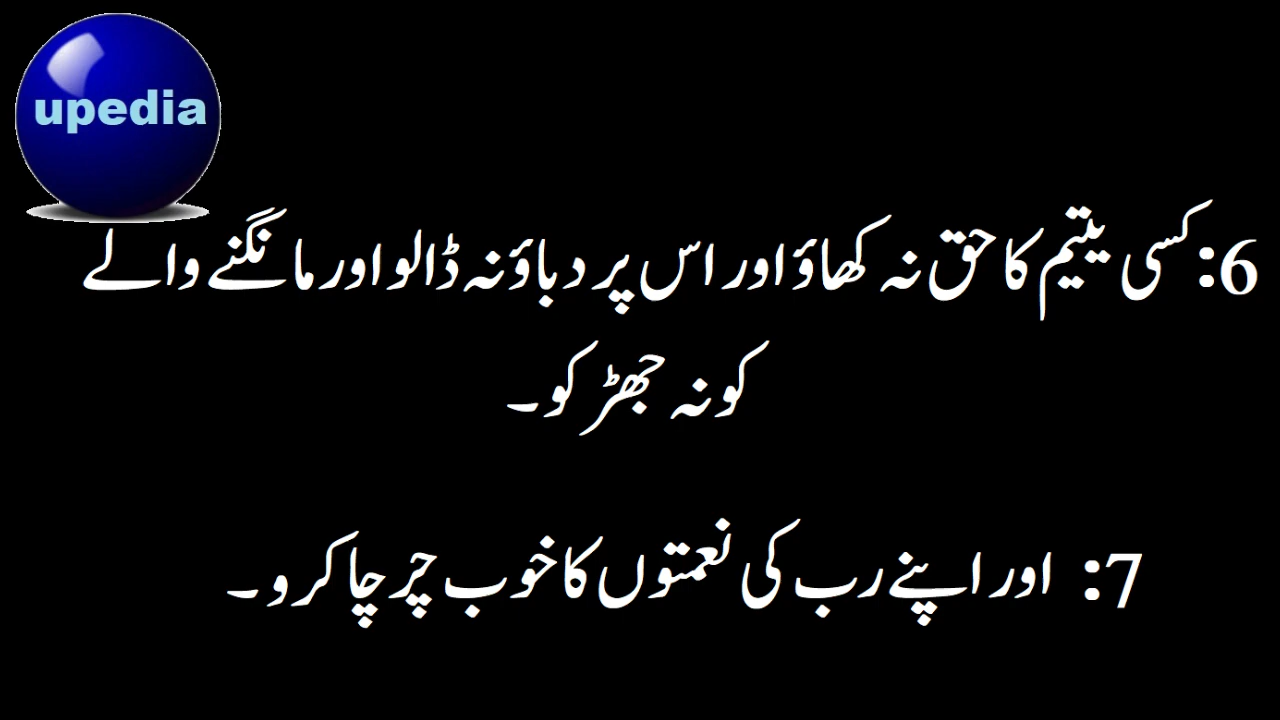 upedia
6: کسی یتیم کا حق نہ کھاؤ اور اس پر دباؤ نہ ڈالو اور مانگنے والے
کو نہ جھڑکو۔
7: اور اپنے رب کی نعمتوں کا خوب چرچا کرو۔